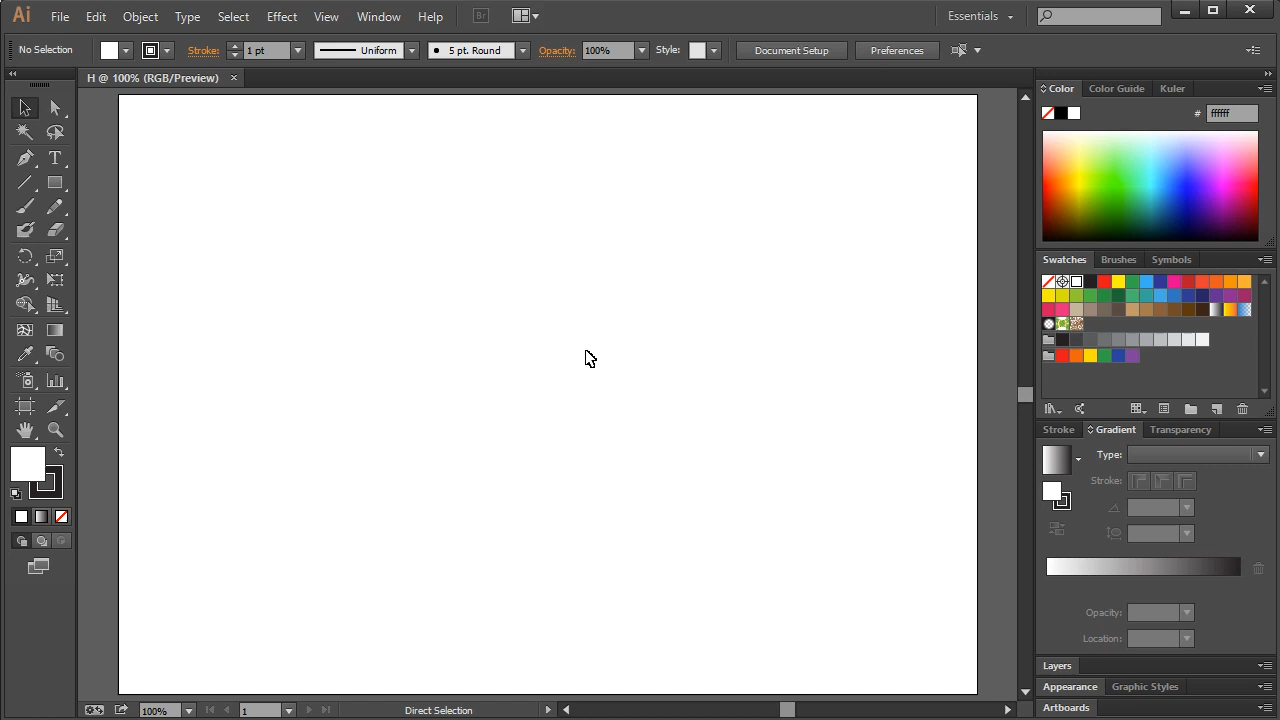 Ai File Edit Object Type Select Effect View Window Help Br Essentials
No Selection Stroke: 1 pt Uniform 5 pt. Round Opacity: 100% Style: Document Setup Preferences
H @ 100% (RGB/Preview)
Color Color Guide Kuler
# ffffff
Swatches Brushes Symbols
Stroke Gradient Transparency
Type:
Stroke:
Opacity:
Location:
Layers
Appearance Graphic Styles
Artboards
100% 1 Direct Selection